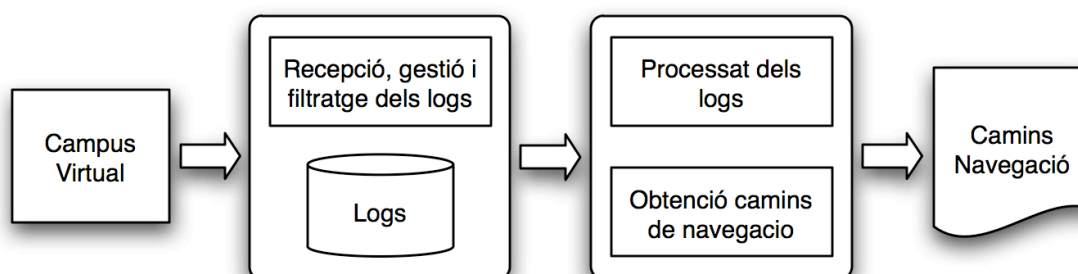 Campus
Virtual
Recepció, gestió i
filtratge dels logs
Logs
Processat dels
logs
Obtenció camins
de navegacio
Camins
Navegació